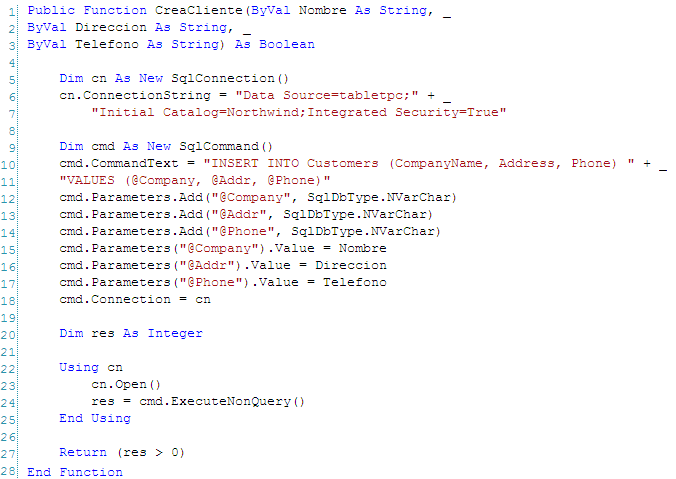 1 Public Function CreaCliente(ByVal Nombre As String, _
2 ByVal Direccion As String, _
3 ByVal Telefono As String) As Boolean
4
5     Dim cn As New SqlConnection()
6     cn.ConnectionString = "Data Source=tabletpc;" + _
7         "Initial Catalog=Northwind;Integrated Security=True"
8
9     Dim cmd As New SqlCommand()
10     cmd.CommandText = "INSERT INTO Customers (CompanyName, Address, Phone) " + _
11     "VALUES (@Company, @Addr, @Phone)"
12     cmd.Parameters.Add("@Company", SqlDbType.NVarChar)
13     cmd.Parameters.Add("@Addr", SqlDbType.NVarChar)
14     cmd.Parameters.Add("@Phone", SqlDbType.NVarChar)
15     cmd.Parameters("@Company").Value = Nombre
16     cmd.Parameters("@Addr").Value = Direccion
17     cmd.Parameters("@Phone").Value = Telefono
18     cmd.Connection = cn
19
20     Dim res As Integer
21
22     Using cn
23         cn.Open()
24         res = cmd.ExecuteNonQuery()
25     End Using
26
27     Return (res > 0)
28 End Function